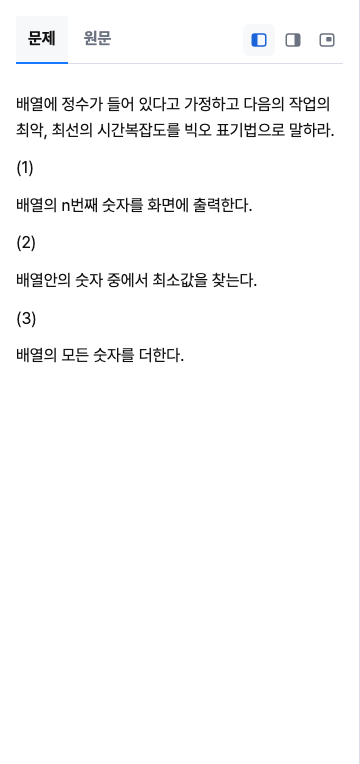 문제 원문
배열에 정수가 들어 있다고 가정하고 다음의 작업의
최악, 최선의 시간복잡도를 빅오 표기법으로 말하라.
(1)
배열의 n번째 숫자를 화면에 출력한다.
(2)
배열안의 숫자 중에서 최소값을 찾는다.
(3)
배열의 모든 숫자를 더한다.